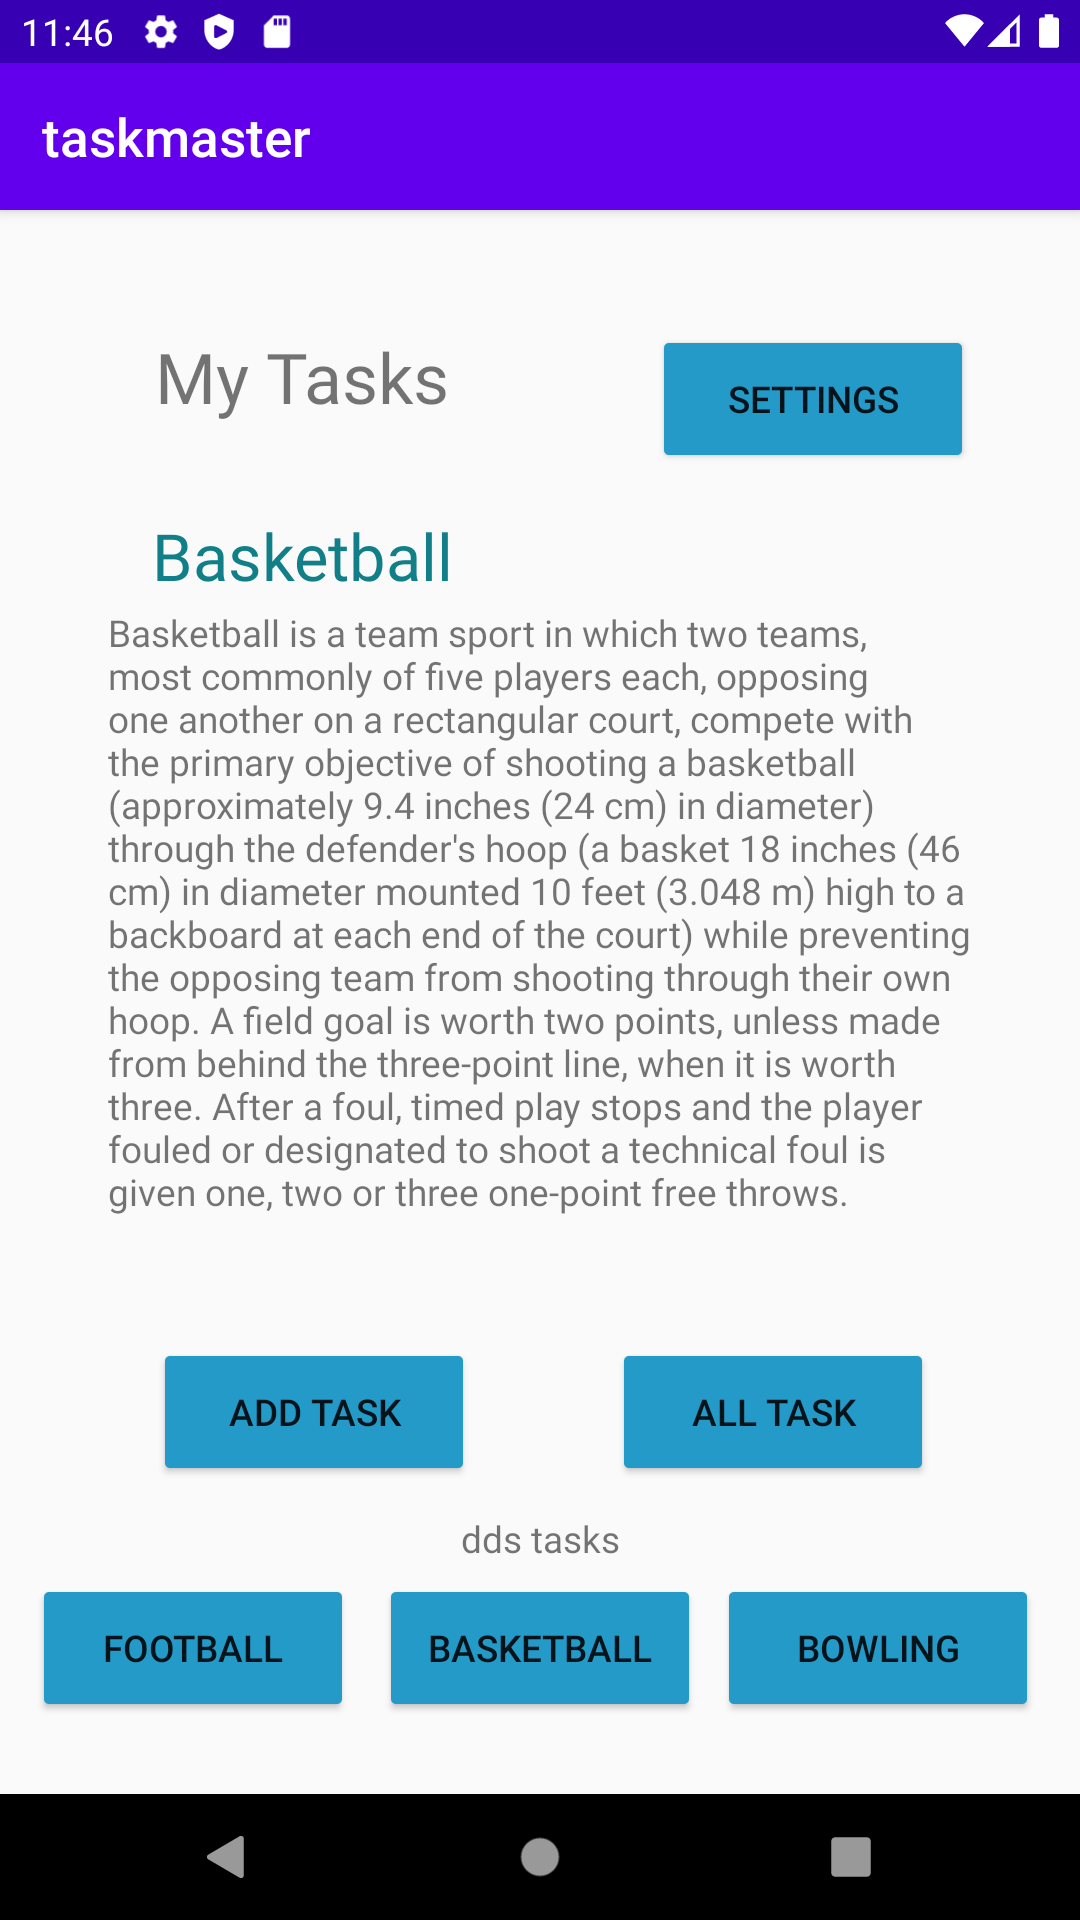 11:46
taskmaster
My Tasks
SETTINGS
Basketball
Basketball is a team sport in which two teams,
most commonly of five players each, opposing
one another on a rectangular court, compete with
the primary objective of shooting a basketball
(approximately 9.4 inches (24 cm) in diameter)
through the defender's hoop (a basket 18 inches (46
cm) in diameter mounted 10 feet (3.048 m) high to a
backboard at each end of the court) while preventing
the opposing team from shooting through their own
hoop. A field goal is worth two points, unless made
from behind the three-point line, when it is worth
three. After a foul, timed play stops and the player
fouled or designated to shoot a technical foul is
given one, two or three one-point free throws.
ADD TASK
ALL TASK
dds tasks
FOOTBALL
BASKETBALL
BOWLING